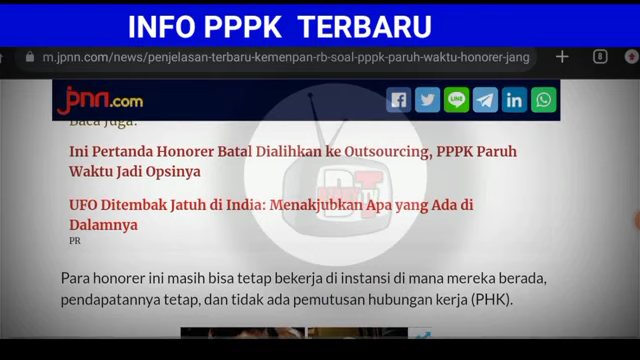 INFO PPPK TERBARU
m.jpnn.com/news/penjelasan-terbaru-kemenpan-rb-soal-pppk-paruh-waktu-honorer-jang
8
jpnn.com
Baca Juga:
Ini Pertanda Honorer Batal Dialihkan ke Outsourcing, PPPK Paruh
Waktu Jadi Opsinya
UFO Ditembak Jatuh di India: Menakjubkan Apa yang Ada di
Dalamnya
PR
Para honorer ini masih bisa tetap bekerja di instansi di mana mereka berada,
pendapatannya tetap, dan tidak ada pemutusan hubungan kerja (PHK).